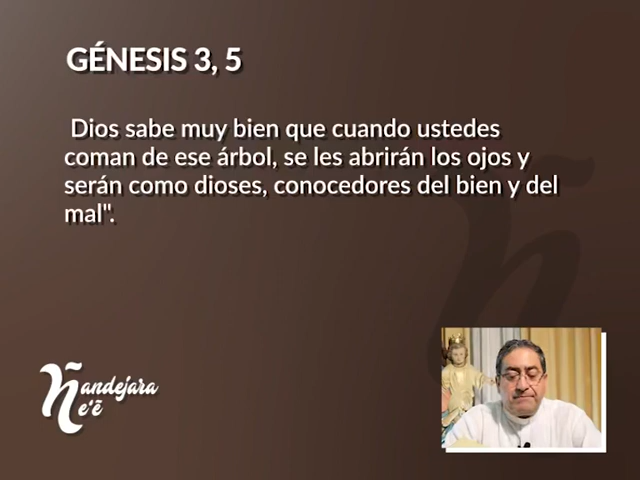 GÉNESIS 3, 5
Dios sabe muy bien que cuando ustedes
coman de ese árbol, se les abrirán los ojos y
serán como dioses, conocedores del bien y del
mal".
Ñandejara
Ñe'ẽ